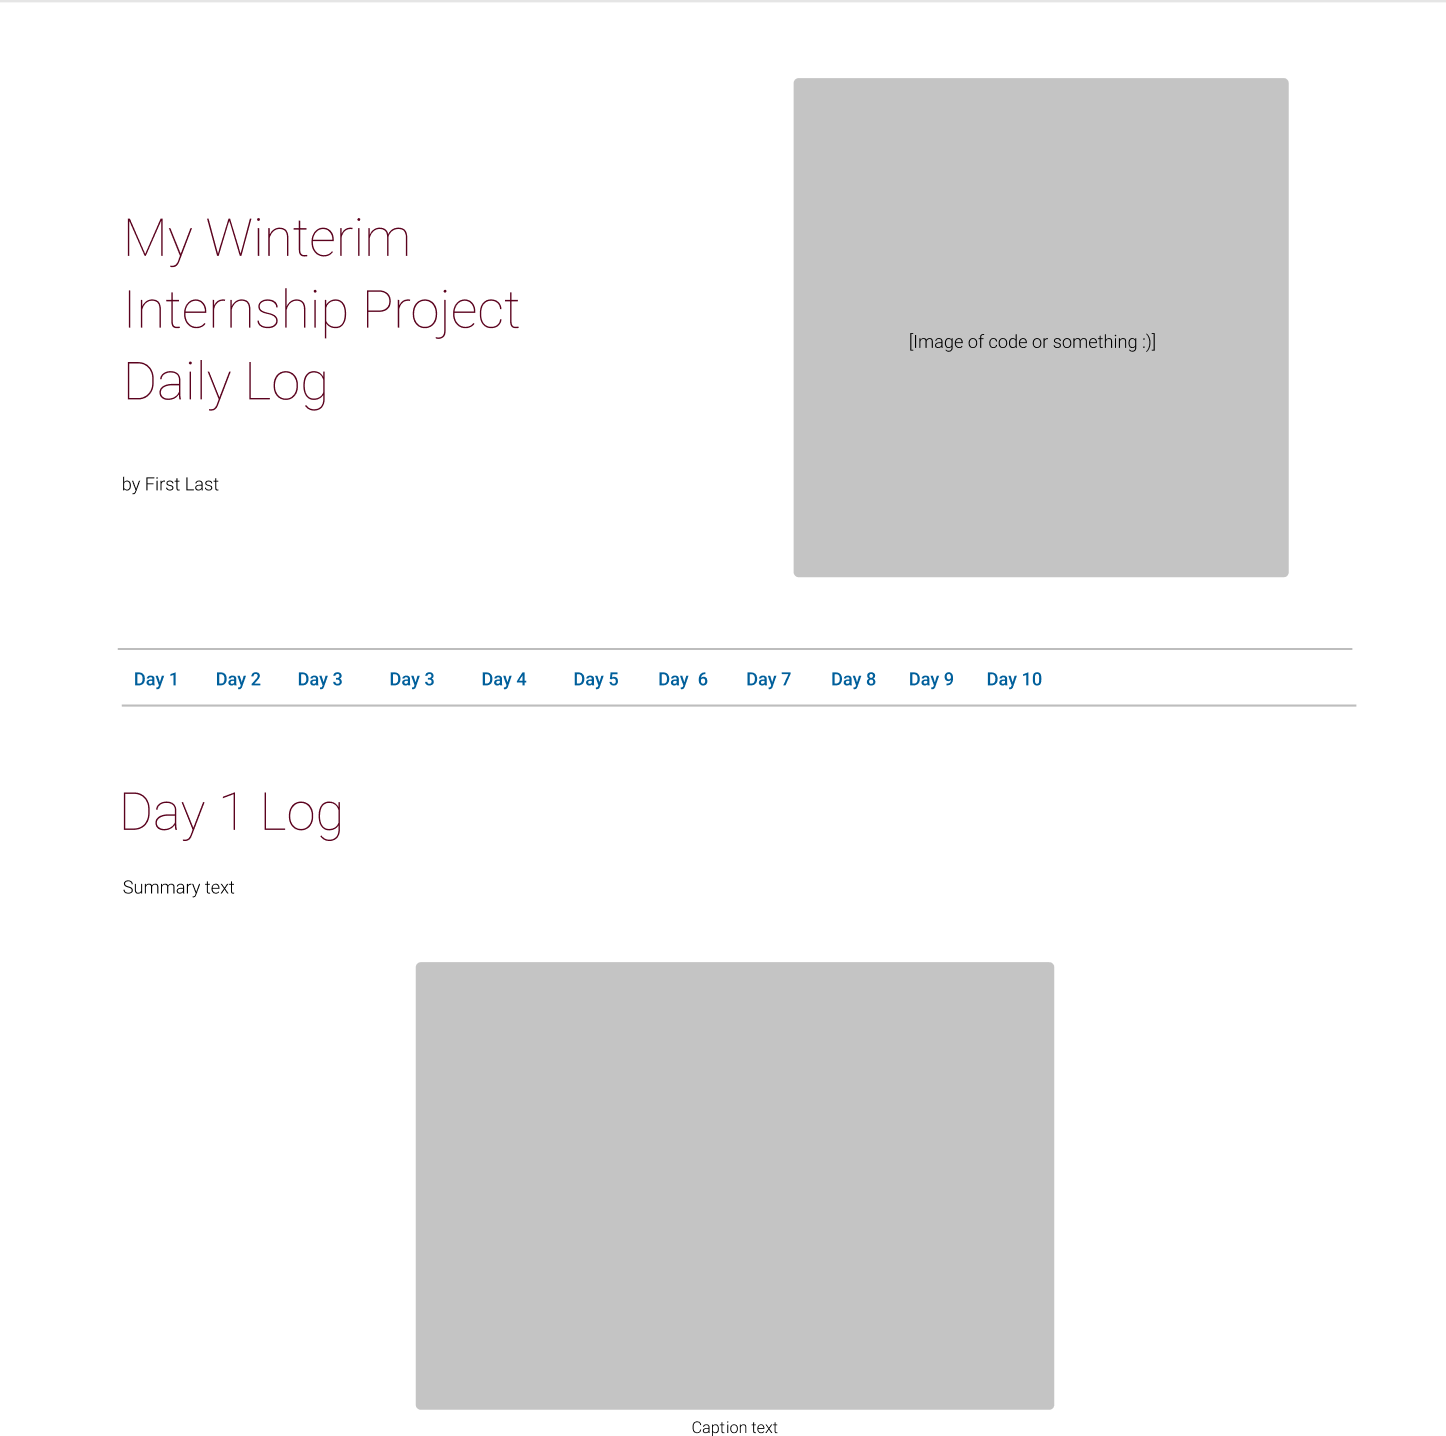 My Winterim
Internship Project
Daily Log
by First Last
[Image of code or something :)]
Day 1 Day 2 Day 3 Day 3 Day 4 Day 5 Day  6 Day 7 Day 8 Day 9 Day 10
Day 1 Log
Summary text
Caption text